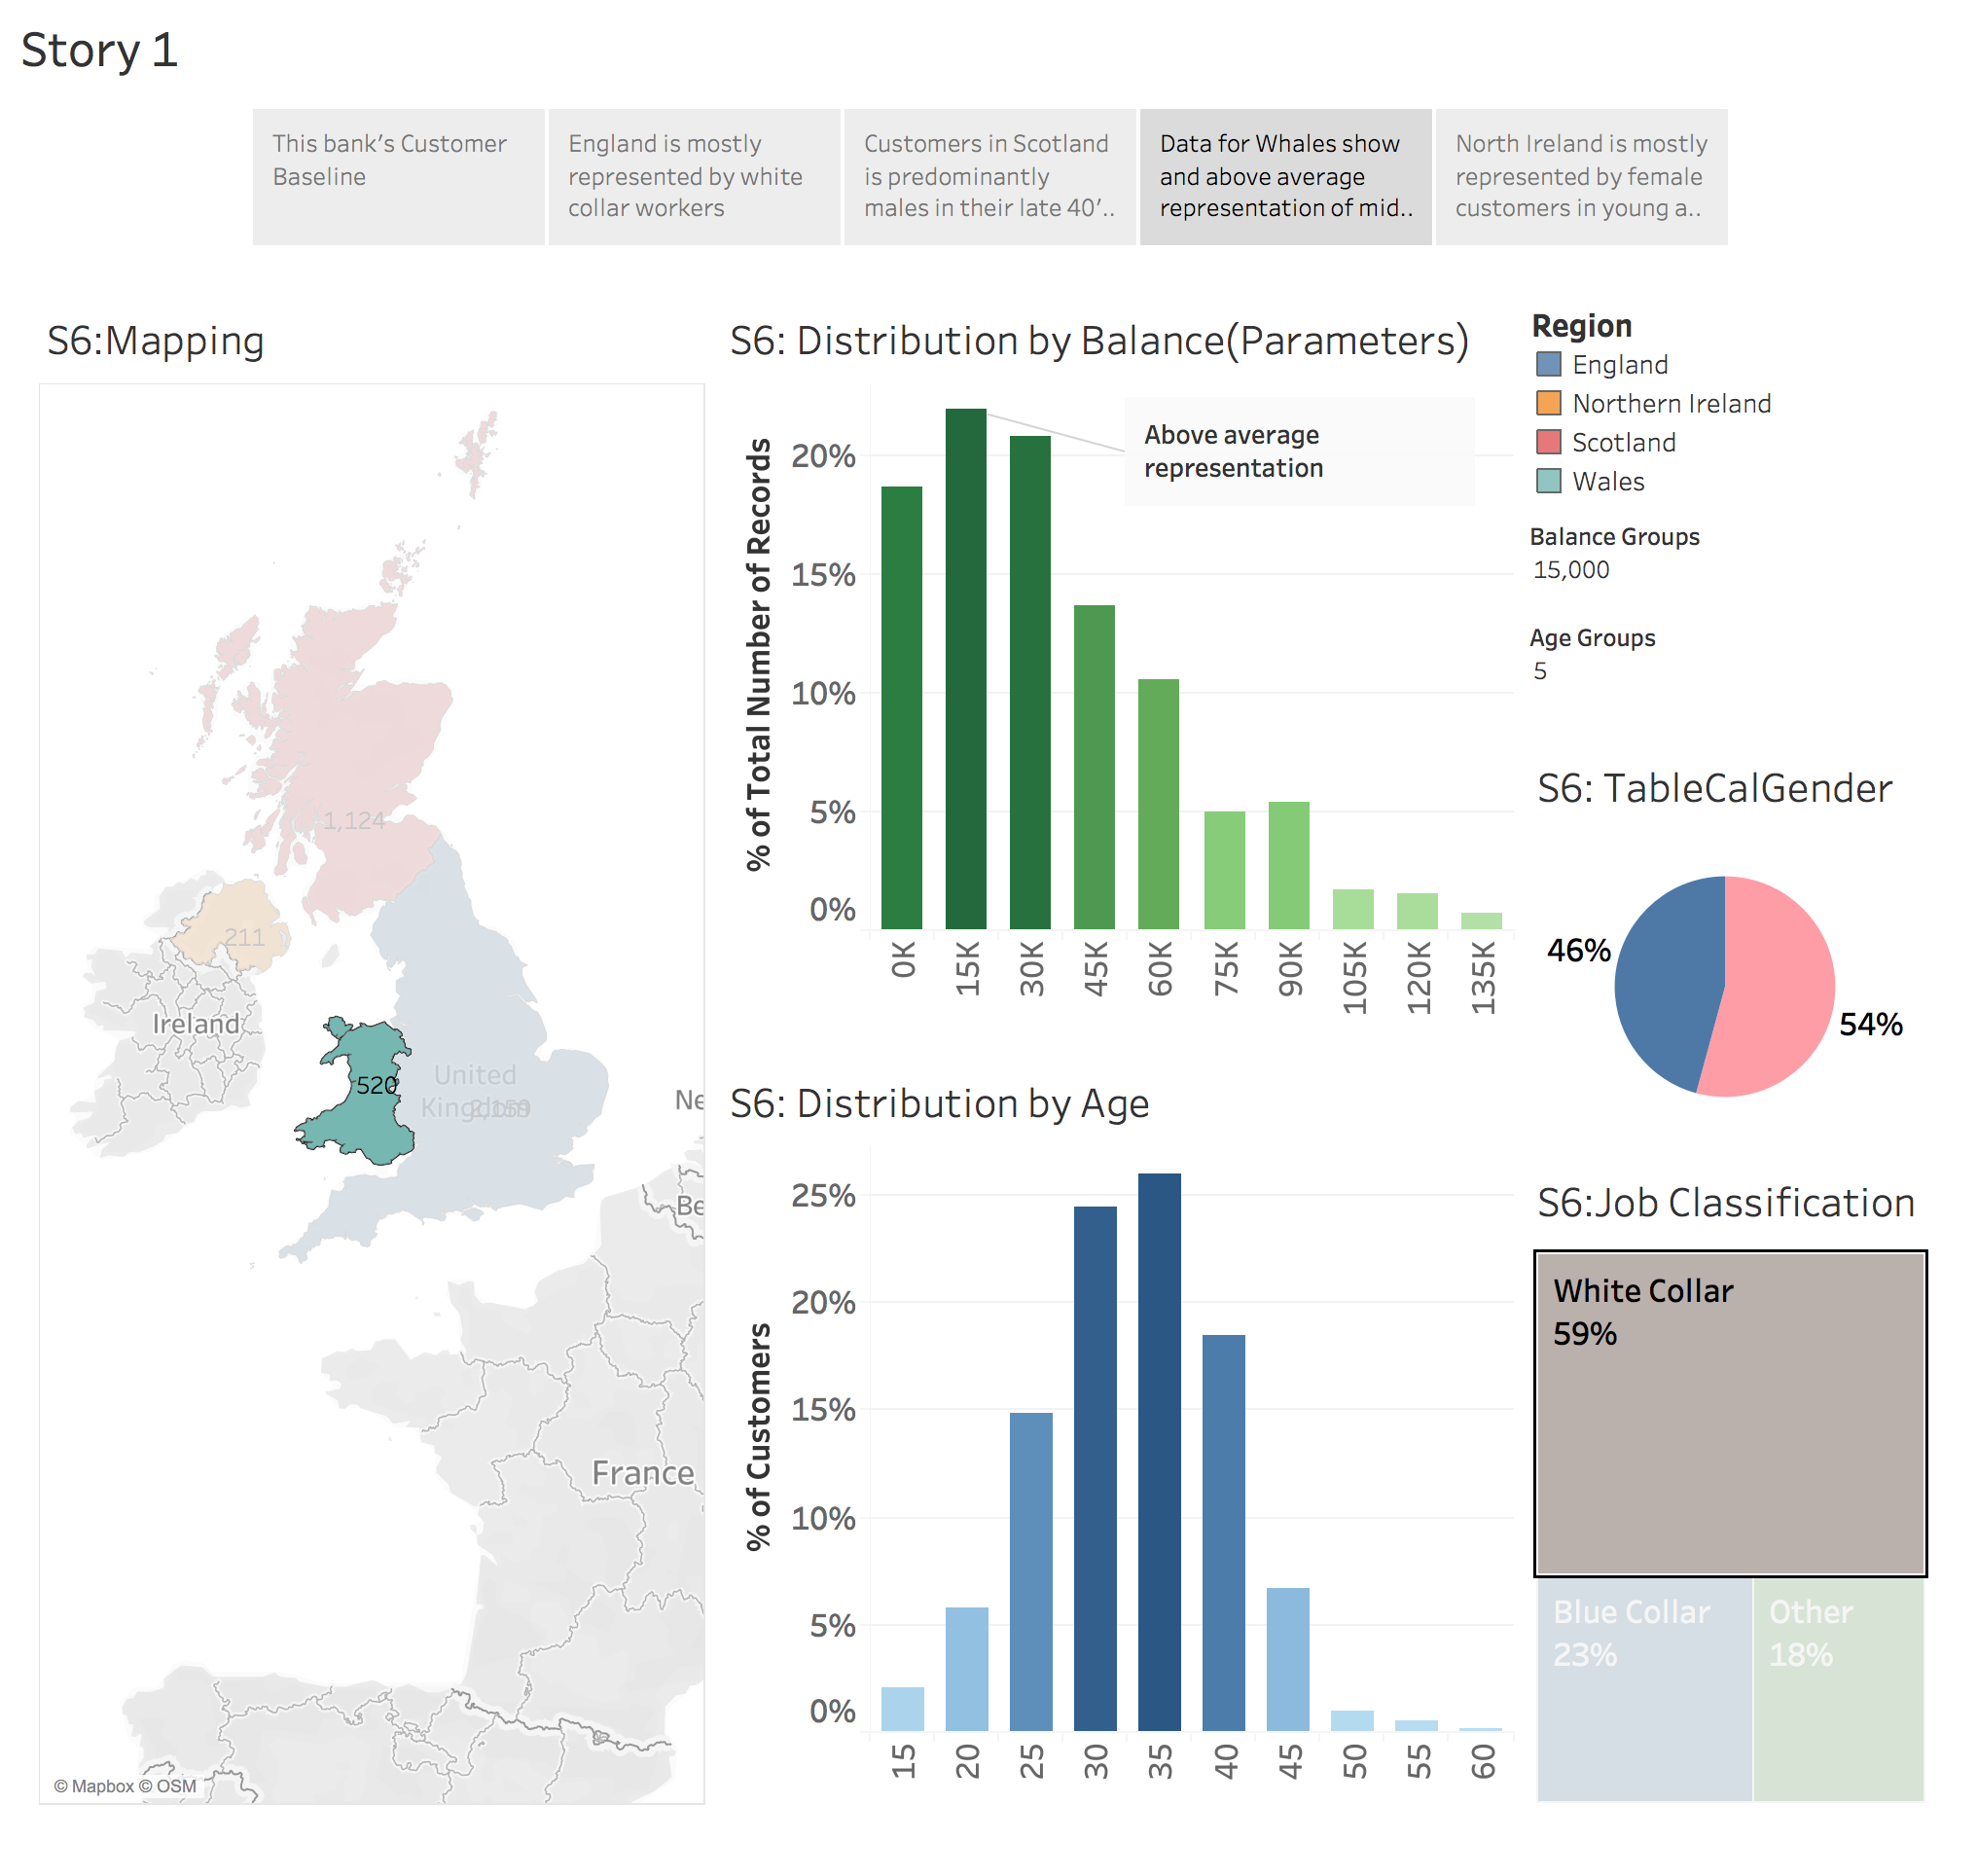 Story 1
This bank's Customer
Baseline
England is mostly
represented by white
collar workers
Customers in Scotland
is predominantly
males in their late 40'..
Data for Whales show
and above average
representation of mid..
North Ireland is mostly
represented by female
customers in young a..
S6:Mapping
1,124
211
Ireland
520
United
Kingdom
2,159
Ne
Be
France
© Mapbox © OSM
S6: Distribution by Balance(Parameters)
% of Total Number of Records
20%
15%
10%
5%
0%
Above average
representation
0K
15K
30K
45K
60K
75K
90K
105K
120K
135K
S6: Distribution by Age
% of Customers
25%
20%
15%
10%
5%
0%
15
20
25
30
35
40
45
50
55
60
Region
England
Northern Ireland
Scotland
Wales
Balance Groups
15,000
Age Groups
5
S6: TableCalGender
46%
54%
S6:Job Classification
White Collar
59%
Blue Collar
23%
Other
18%